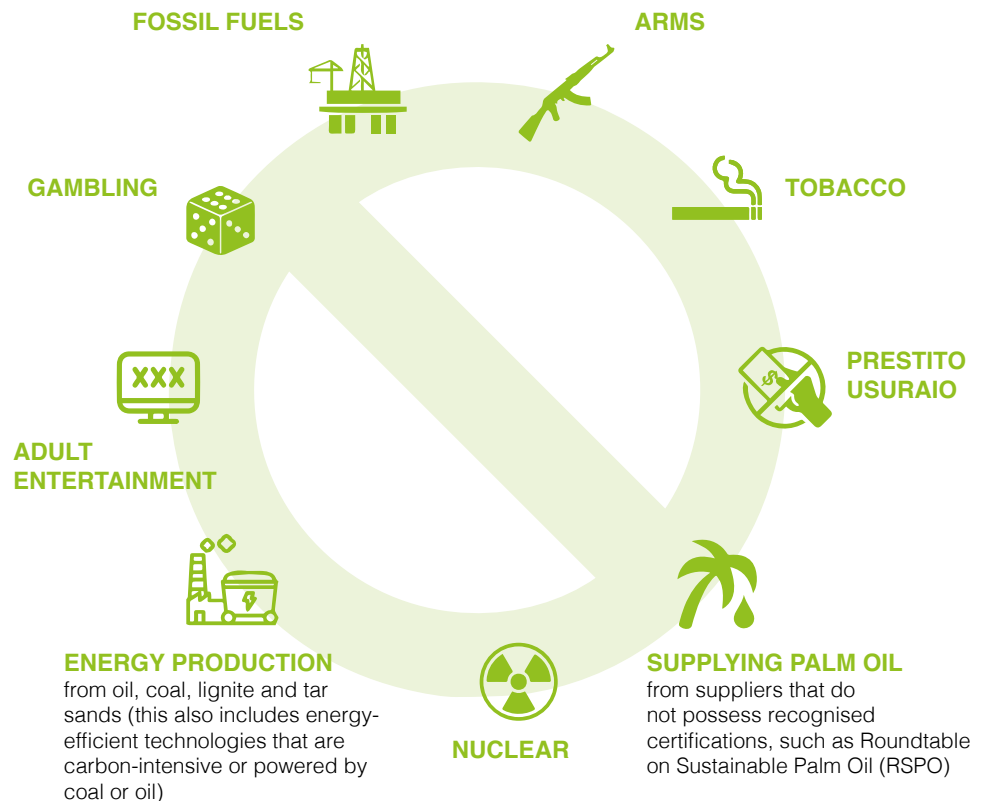 FOSSIL FUELS
ARMS
GAMBLING
TOBACCO
XXX
$
PRESTITO
USURAIO
ADULT
ENTERTAINMENT
ENERGY PRODUCTION
from oil, coal, lignite and tar
sands (this also includes energy-
efficient technologies that are
carbon-intensive or powered by
coal or oil)
NUCLEAR
SUPPLYING PALM OIL
from suppliers that do
not possess recognised
certifications, such as Roundtable
on Sustainable Palm Oil (RSPO)